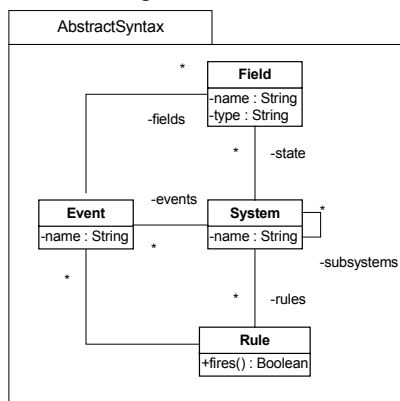 AbstractSyntax
*
Field
-name : String
-type : String
-fields
* -state
-events
Event
-name : String
*
System
-name : String
*
-subsystems
*
* -rules
Rule
+fires() : Boolean